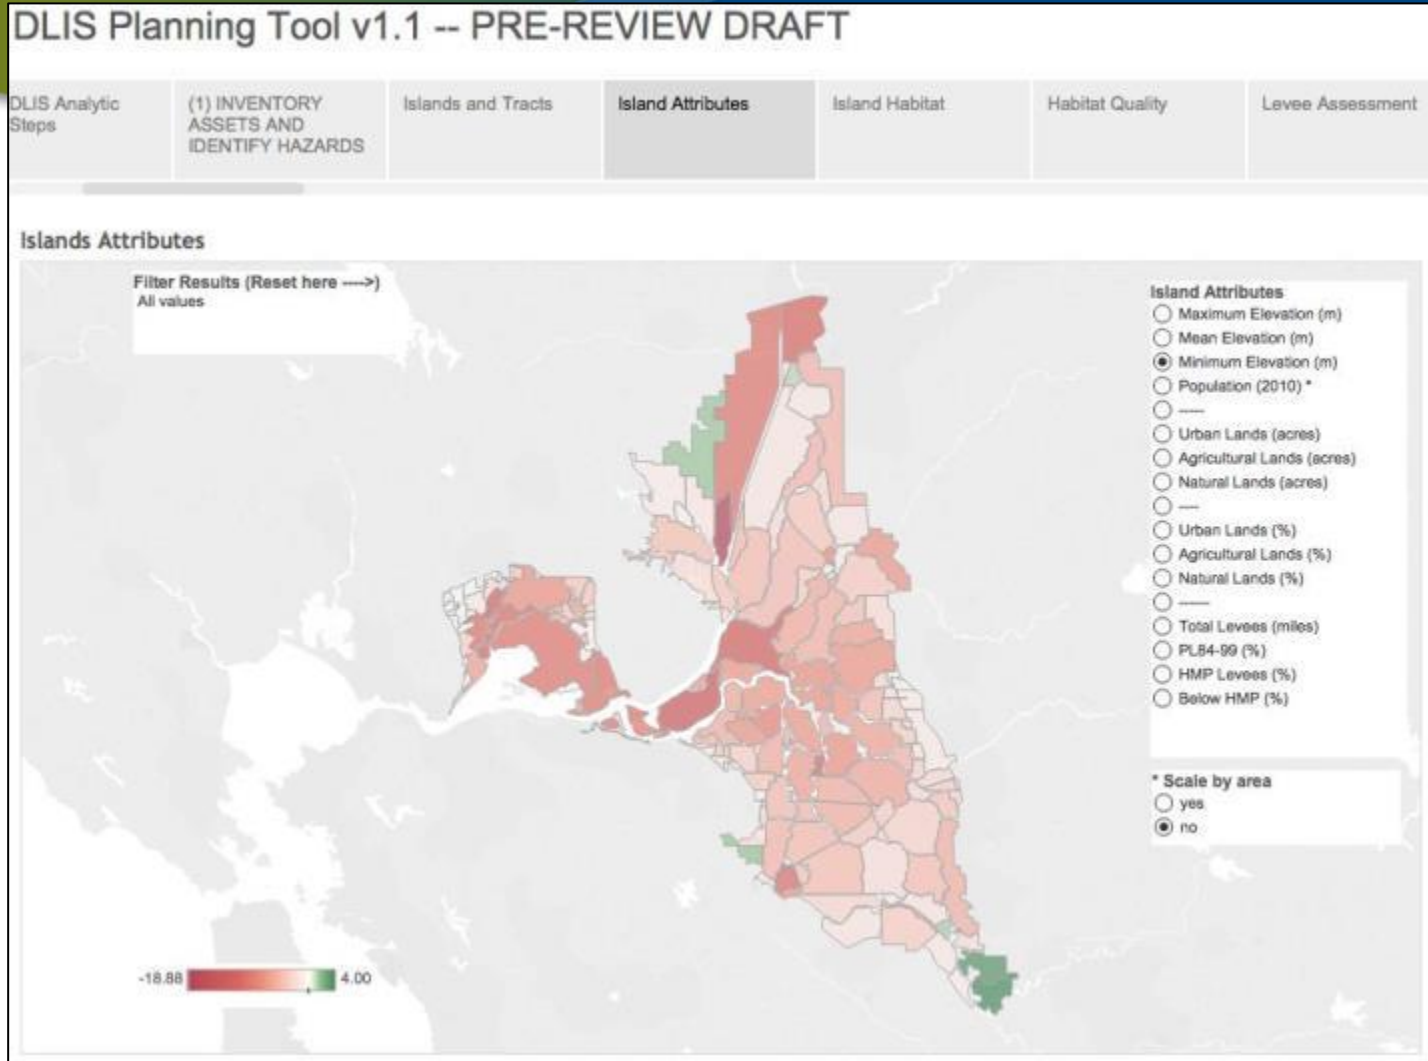 DLIS Planning Tool v1.1 -- PRE-REVIEW DRAFT
DLIS Analytic
Steps
(1) INVENTORY
ASSETS AND
IDENTIFY HAZARDS
Islands and Tracts
Island Attributes
Island Habitat
Habitat Quality
Levee Assessment
Islands Attributes
Filter Results (Reset here ---->)
All values
Island Attributes
Maximum Elevation (m)
Mean Elevation (m)
Minimum Elevation (m)
Population (2010) *
-----
Urban Lands (acres)
Agricultural Lands (acres)
Natural Lands (acres)
----
Urban Lands (%)
Agricultural Lands (%)
Natural Lands (%)
------
Total Levees (miles)
PL84-99 (%)
HMP Levees (%)
Below HMP (%)
* Scale by area
yes
no
-18.88
4.00